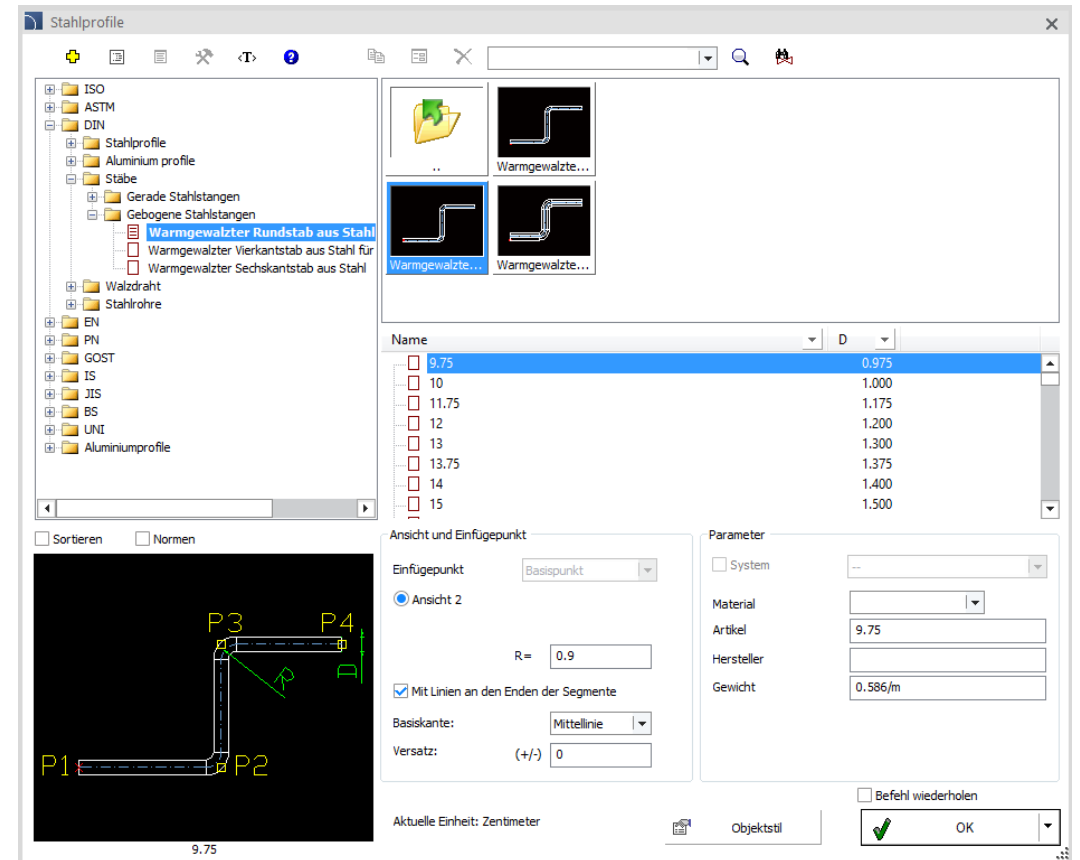 Stahlprofile
‹T›
ISO
ASTM
DIN
Stahlprofile
Aluminium profile
Stäbe
Gerade Stahlstangen
Gebogene Stahlstangen
Warmgewalzter Rundstab aus Stahl
Warmgewalzter Vierkantstab aus Stahl für
Warmgewalzter Sechskantstab aus Stahl
Walzdraht
Stahlrohre
EN
PN
GOST
IS
JIS
BS
UNI
Aluminiumprofile
..
Warmgewalzte...
Warmgewalzte...
Warmgewalzte...
Name D
9.75 0.975
10 1.000
11.75 1.175
12 1.200
13 1.300
13.75 1.375
14 1.400
15 1.500
Sortieren Normen
P3 P4
R D
P1 P2
9.75
Ansicht und Einfügepunkt
Einfügepunkt Basispunkt
Ansicht 2
R= 0.9
Mit Linien an den Enden der Segmente
Basiskante: Mittellinie
Versatz: (+/-) 0
Parameter
System --
Material
Artikel 9.75
Hersteller
Gewicht 0.586/m
Befehl wiederholen
Aktuelle Einheit: Zentimeter Objektstil OK